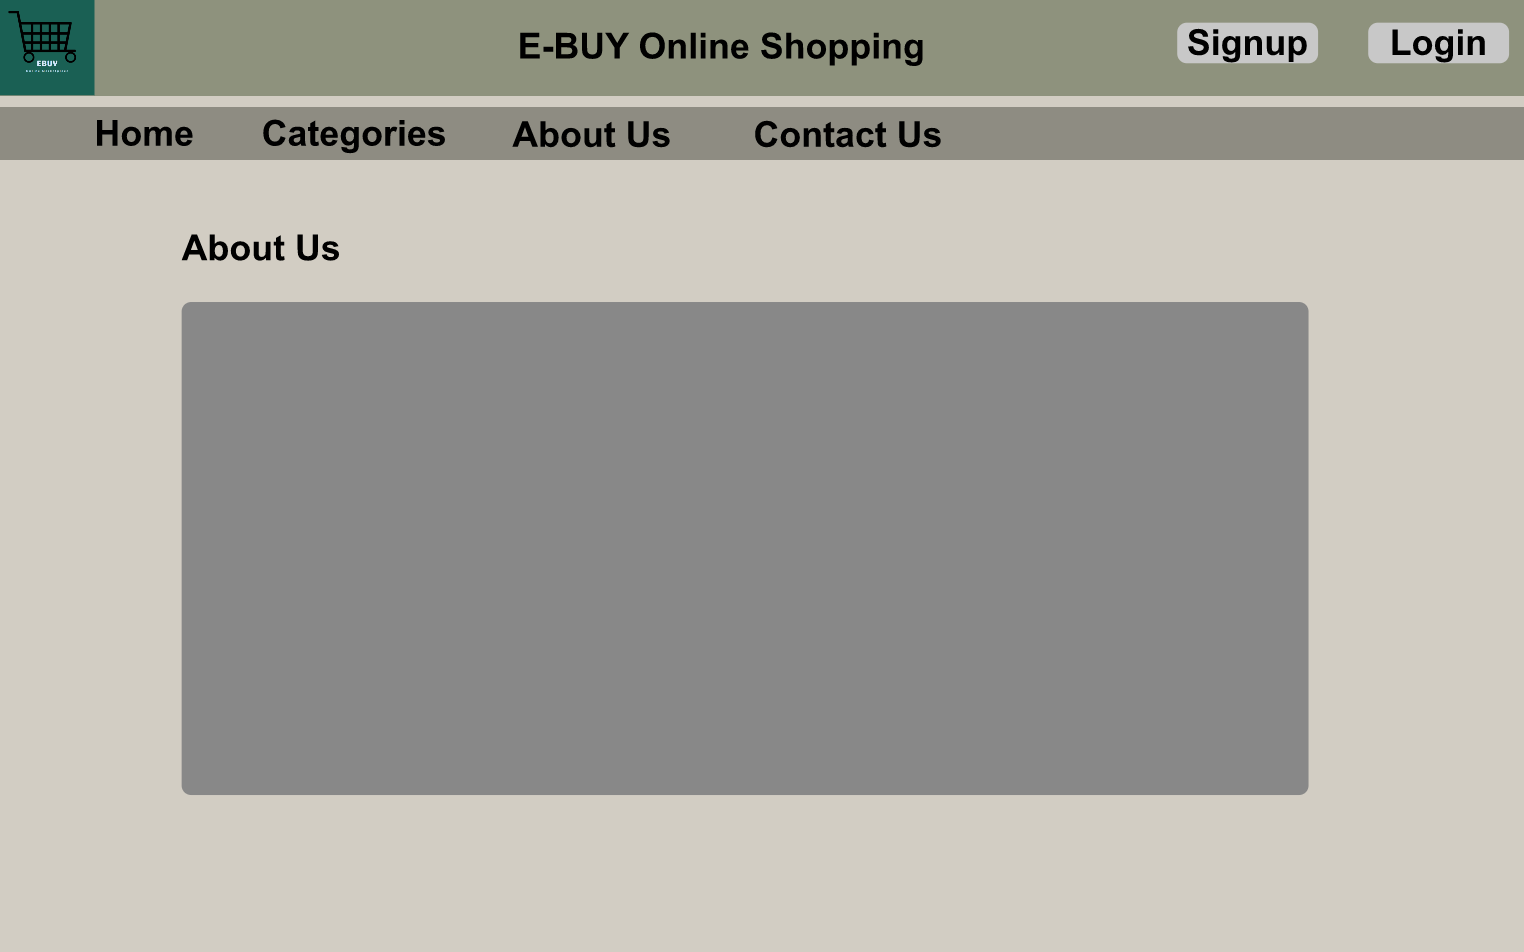 E-BUY Online Shopping
Signup
Login
EBUY
Home
Categories
About Us
Contact Us
About Us